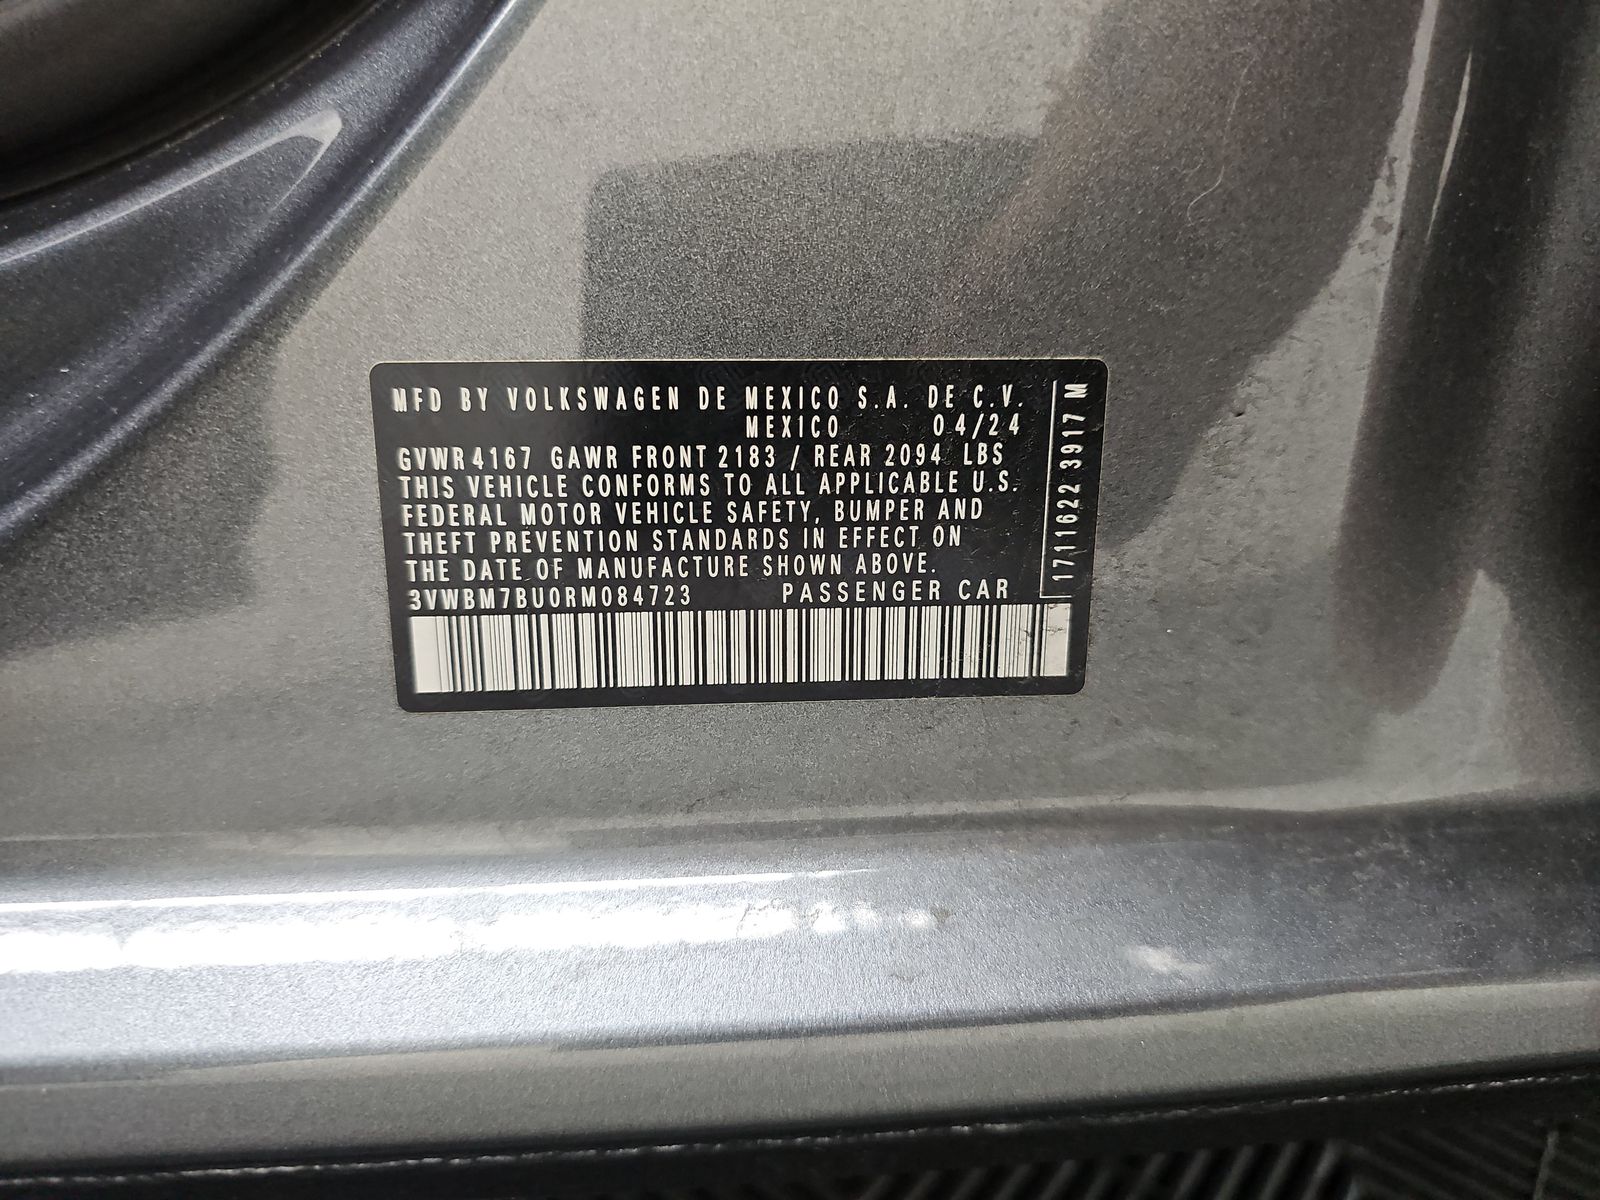 MFD BY VOLKSWAGEN DE MEXICO S.A. DE C.V.
MEXICO 04/24
GVWR 4167 GAWR FRONT 2183 / REAR 2094 LBS
THIS VEHICLE CONFORMS TO ALL APPLICABLE U.S.
FEDERAL MOTOR VEHICLE SAFETY, BUMPER AND
THEFT PREVENTION STANDARDS IN EFFECT ON
THE DATE OF MANUFACTURE SHOWN ABOVE.
3VWBM7BU0RM084723 PASSENGER CAR
1711622 3917 M